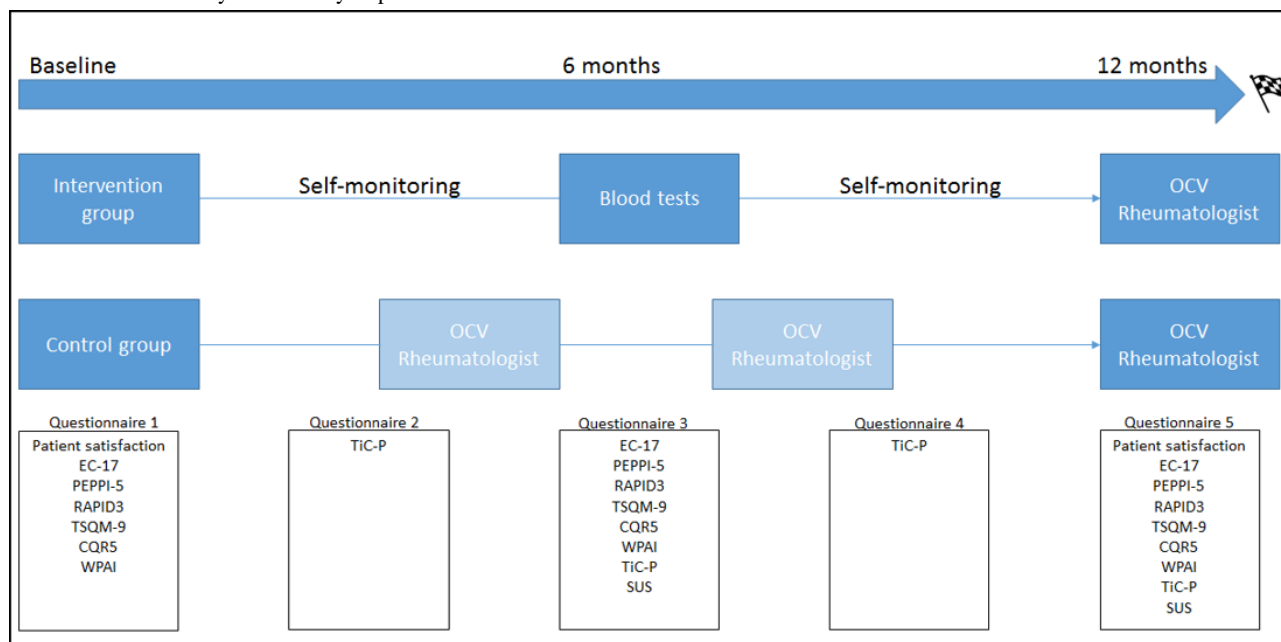 Baseline
6 months
12 months
Intervention
group
Self-monitoring
Blood tests
Self-monitoring
OCV
Rheumatologist
Control group
OCV
Rheumatologist
OCV
Rheumatologist
OCV
Rheumatologist
Questionnaire 1
Patient satisfaction
EC-17
PEPPI-5
RAPID3
TSQM-9
CQR5
WPAI
Questionnaire 2
TiC-P
Questionnaire 3
EC-17
PEPPI-5
RAPID3
TSQM-9
CQR5
WPAI
TiC-P
SUS
Questionnaire 4
TiC-P
Questionnaire 5
Patient satisfaction
EC-17
PEPPI-5
RAPID3
TSQM-9
CQR5
WPAI
TiC-P
SUS